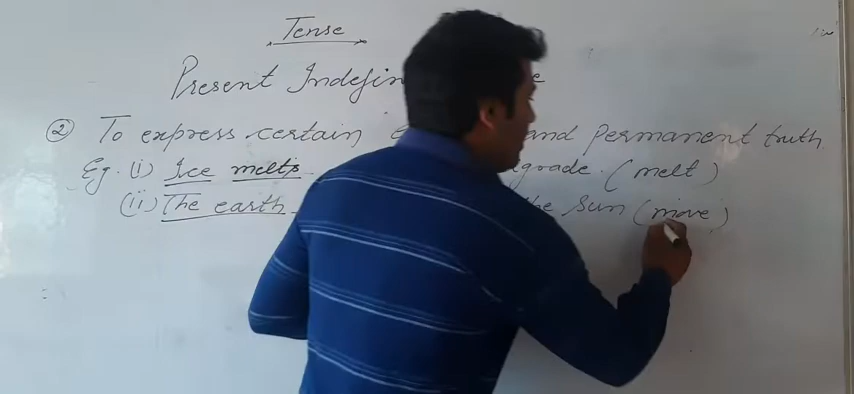 Tense
Present Indefin
② To express certain and permanent truth.
Eg. (i) Ice melts grade. (melt)
(ii) The earth the sun (move)